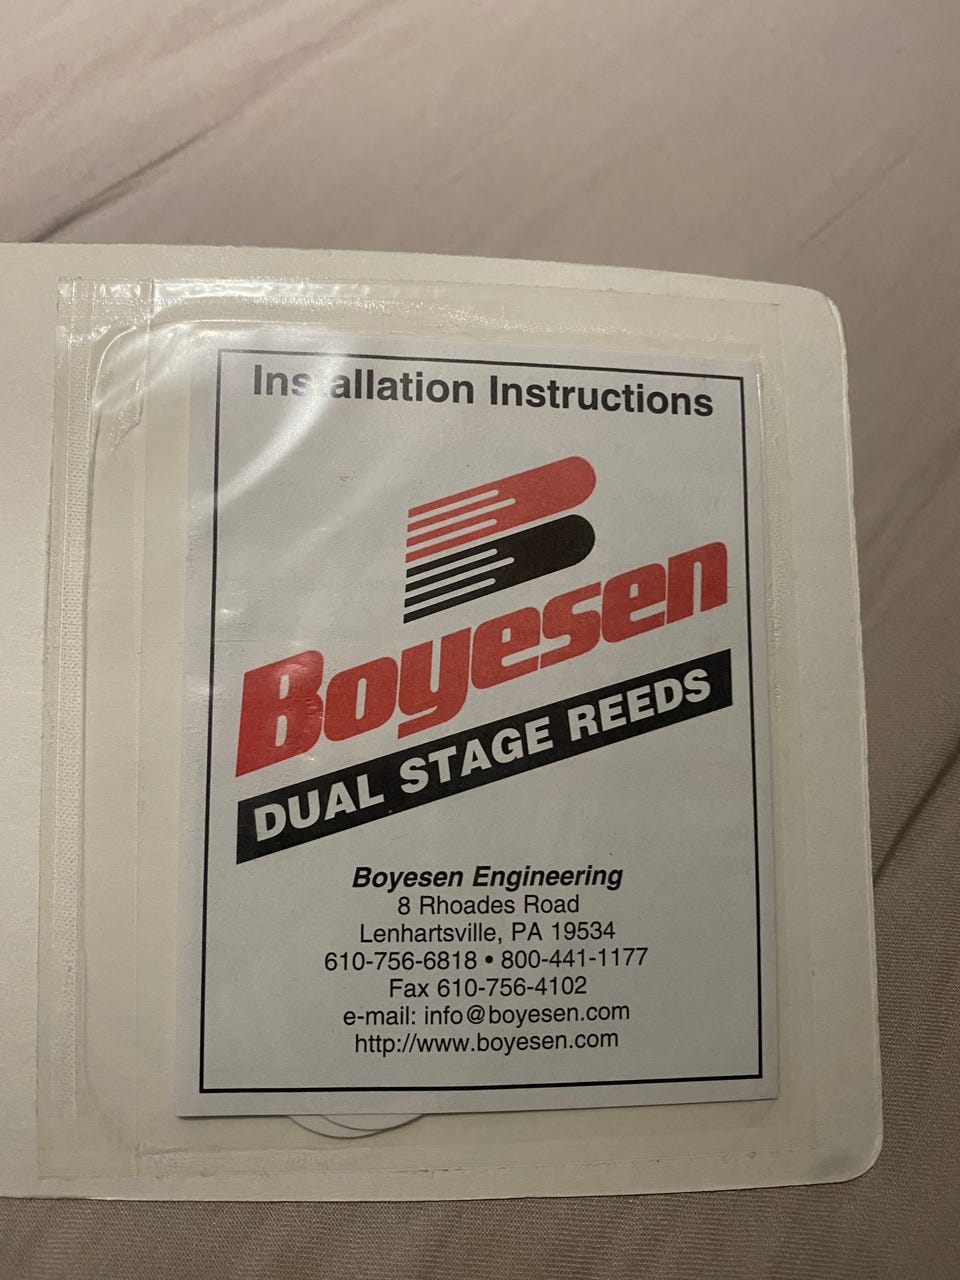 Installation Instructions
Boyesen
DUAL STAGE REEDS
Boyesen Engineering
8 Rhoades Road
Lenhartsville, PA 19534
610-756-6818 • 800-441-1177
Fax 610-756-4102
e-mail: info@boyesen.com
http://www.boyesen.com